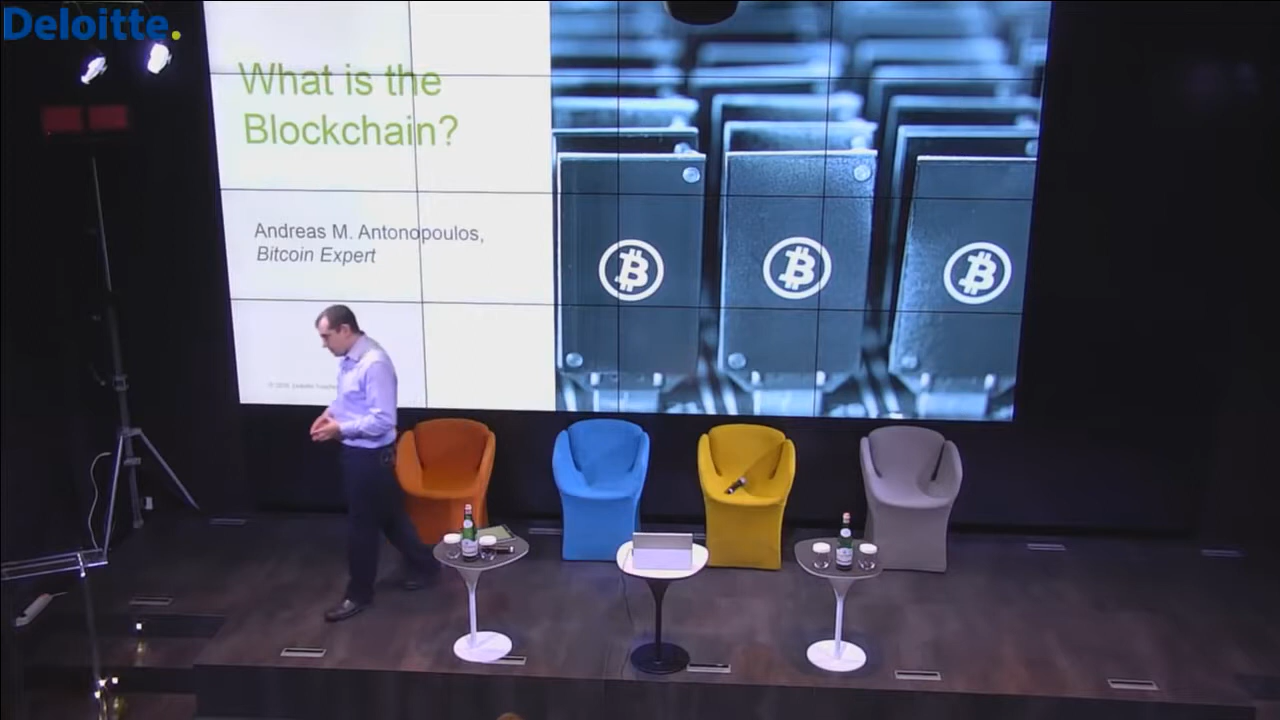 Deloitte.
What is the
Blockchain?
Andreas M. Antonopoulos,
Bitcoin Expert